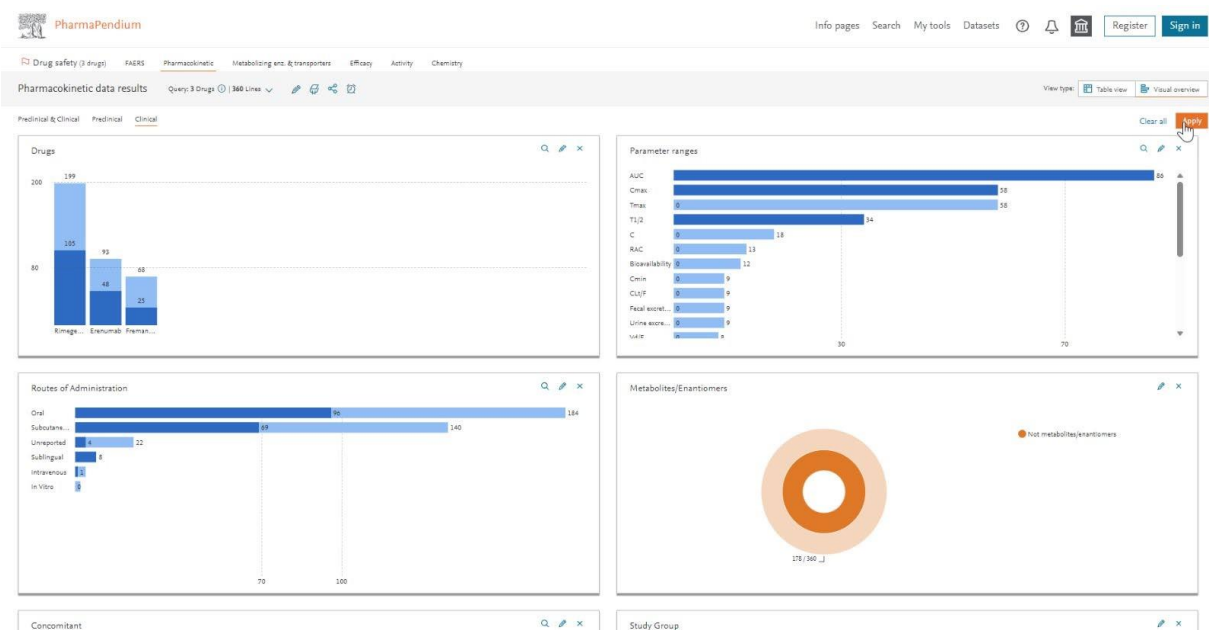 PharmaPendium
Info pages Search My tools Datasets ? Register Sign in
Drug safety (3 drugs) FAERS Pharmacokinetic Metabolizing enz. & transporters Efficacy Activity Chemistry
Pharmacokinetic data results Query: 3 Drugs | 360 Lines View type: Table view Visual overview
Preclinical & Clinical Preclinical Clinical Clear all Apply
Drugs
200
199
105
93
80
68
48
25
Rimege... Erenumab Freman...
Parameter ranges
AUC 86
Cmax 58
Tmax 0 58
T1/2 34
C 0 18
RAC 0 13
Bioavailability 0 12
Cmin 0 9
CLt/F 0 9
Fecal excret... 0 9
Urine excre... 0 9
Vd/F 0 8
30 70
Routes of Administration
Oral 96 184
Subcutane... 69 140
Unreported 4 22
Sublingual 8
Intravenous 1
In Vitro 0
70 100
Metabolites/Enantiomers
Not metabolites/enantiomers
178 / 360
Concomitant
Study Group